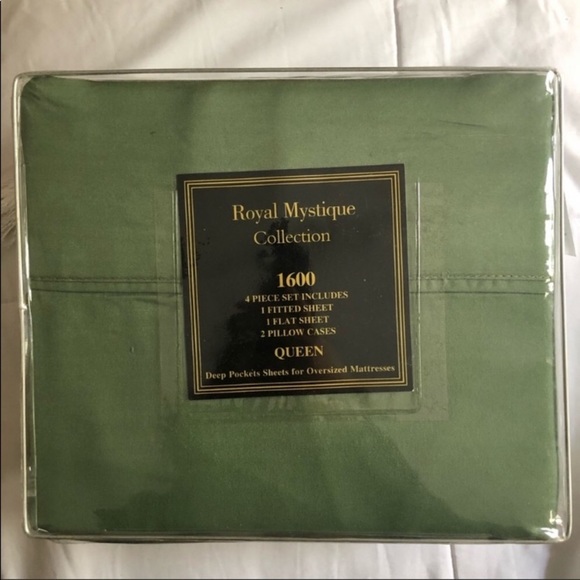 Royal Mystique
Collection
1600
4 PIECE SET INCLUDES
1 FITTED SHEET
1 FLAT SHEET
2 PILLOW CASES
QUEEN
Deep Pockets Sheets for Oversized Mattresses